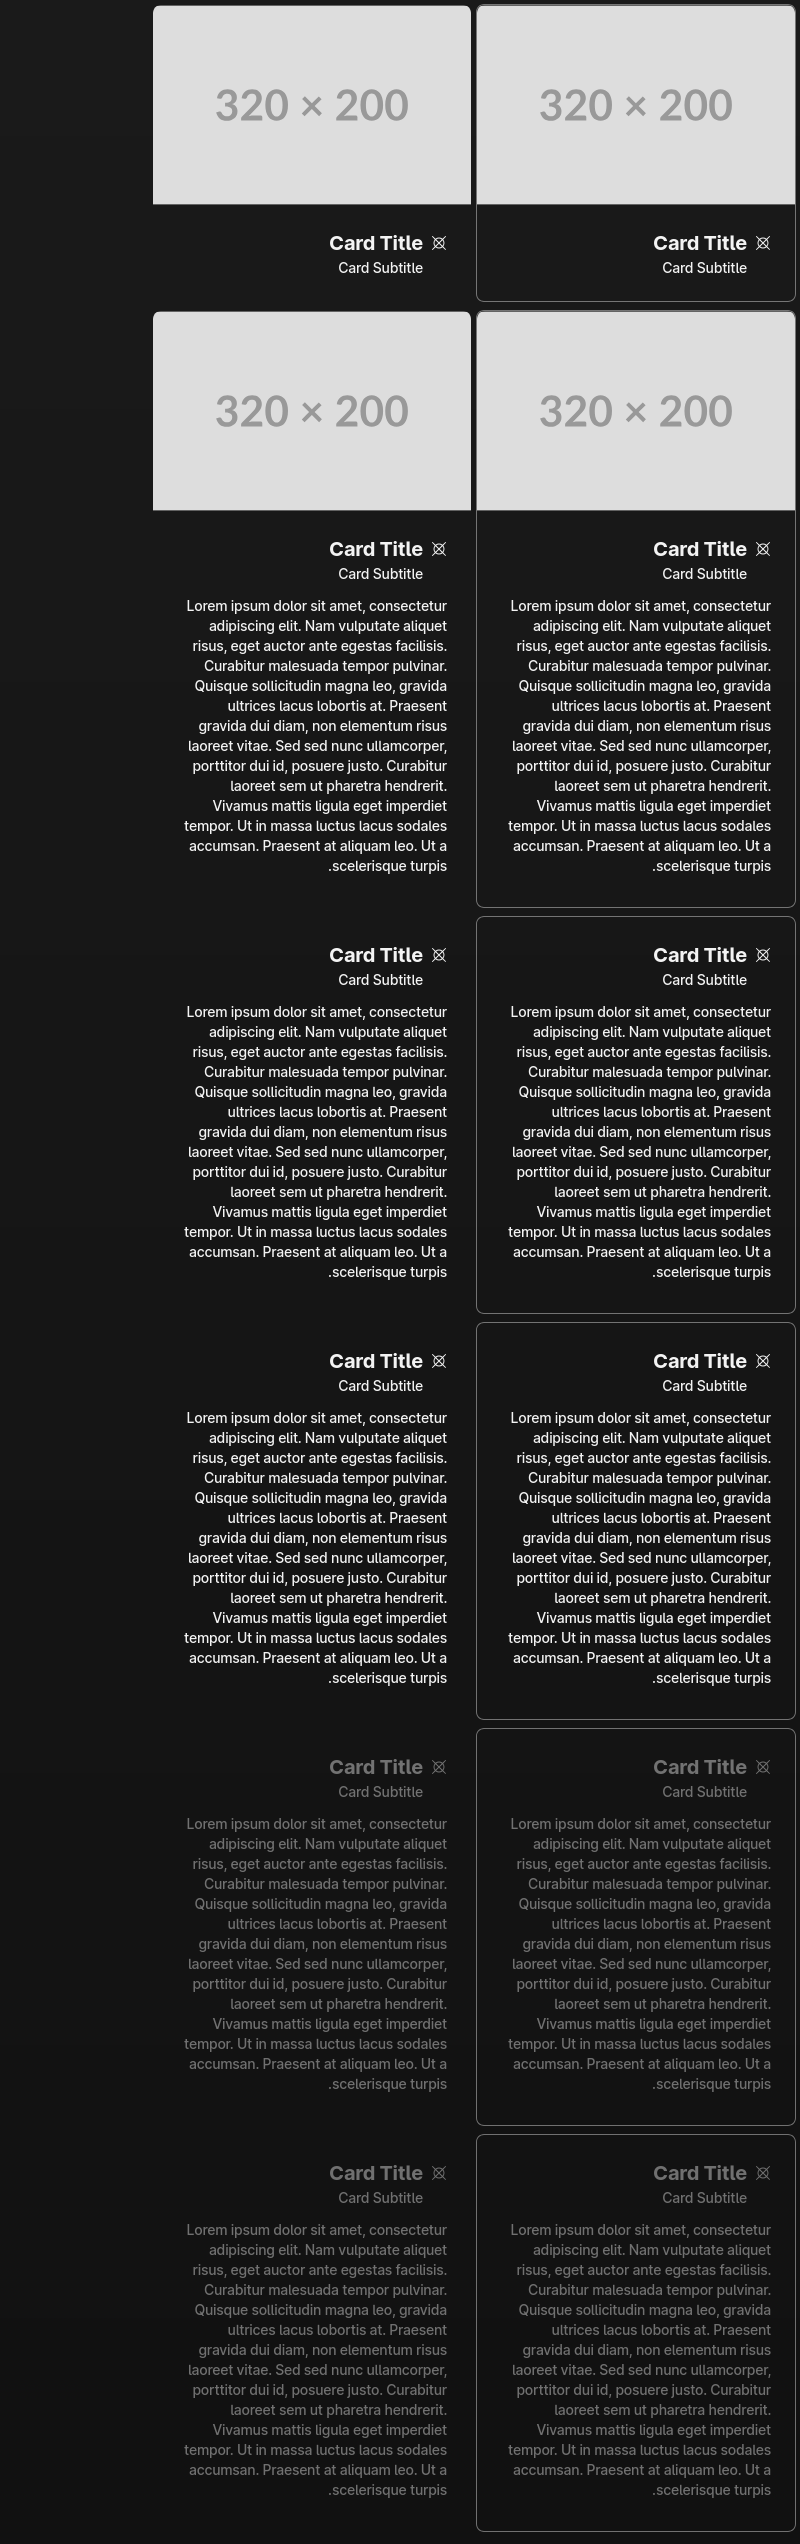 320 × 200
Card Title
Card Subtitle
320 × 200
Card Title
Card Subtitle
320 × 200
Card Title
Card Subtitle
Lorem ipsum dolor sit amet, consectetur
adipiscing elit. Nam vulputate aliquet
risus, eget auctor ante egestas facilisis.
Curabitur malesuada tempor pulvinar.
Quisque sollicitudin magna leo, gravida
ultrices lacus lobortis at. Praesent
gravida dui diam, non elementum risus
laoreet vitae. Sed sed nunc ullamcorper,
porttitor dui id, posuere justo. Curabitur
laoreet sem ut pharetra hendrerit.
Vivamus mattis ligula eget imperdiet
tempor. Ut in massa luctus lacus sodales
accumsan. Praesent at aliquam leo. Ut a
.scelerisque turpis
320 × 200
Card Title
Card Subtitle
Lorem ipsum dolor sit amet, consectetur
adipiscing elit. Nam vulputate aliquet
risus, eget auctor ante egestas facilisis.
Curabitur malesuada tempor pulvinar.
Quisque sollicitudin magna leo, gravida
ultrices lacus lobortis at. Praesent
gravida dui diam, non elementum risus
laoreet vitae. Sed sed nunc ullamcorper,
porttitor dui id, posuere justo. Curabitur
laoreet sem ut pharetra hendrerit.
Vivamus mattis ligula eget imperdiet
tempor. Ut in massa luctus lacus sodales
accumsan. Praesent at aliquam leo. Ut a
.scelerisque turpis
Card Title
Card Subtitle
Lorem ipsum dolor sit amet, consectetur
adipiscing elit. Nam vulputate aliquet
risus, eget auctor ante egestas facilisis.
Curabitur malesuada tempor pulvinar.
Quisque sollicitudin magna leo, gravida
ultrices lacus lobortis at. Praesent
gravida dui diam, non elementum risus
laoreet vitae. Sed sed nunc ullamcorper,
porttitor dui id, posuere justo. Curabitur
laoreet sem ut pharetra hendrerit.
Vivamus mattis ligula eget imperdiet
tempor. Ut in massa luctus lacus sodales
accumsan. Praesent at aliquam leo. Ut a
.scelerisque turpis
Card Title
Card Subtitle
Lorem ipsum dolor sit amet, consectetur
adipiscing elit. Nam vulputate aliquet
risus, eget auctor ante egestas facilisis.
Curabitur malesuada tempor pulvinar.
Quisque sollicitudin magna leo, gravida
ultrices lacus lobortis at. Praesent
gravida dui diam, non elementum risus
laoreet vitae. Sed sed nunc ullamcorper,
porttitor dui id, posuere justo. Curabitur
laoreet sem ut pharetra hendrerit.
Vivamus mattis ligula eget imperdiet
tempor. Ut in massa luctus lacus sodales
accumsan. Praesent at aliquam leo. Ut a
.scelerisque turpis
Card Title
Card Subtitle
Lorem ipsum dolor sit amet, consectetur
adipiscing elit. Nam vulputate aliquet
risus, eget auctor ante egestas facilisis.
Curabitur malesuada tempor pulvinar.
Quisque sollicitudin magna leo, gravida
ultrices lacus lobortis at. Praesent
gravida dui diam, non elementum risus
laoreet vitae. Sed sed nunc ullamcorper,
porttitor dui id, posuere justo. Curabitur
laoreet sem ut pharetra hendrerit.
Vivamus mattis ligula eget imperdiet
tempor. Ut in massa luctus lacus sodales
accumsan. Praesent at aliquam leo. Ut a
.scelerisque turpis
Card Title
Card Subtitle
Lorem ipsum dolor sit amet, consectetur
adipiscing elit. Nam vulputate aliquet
risus, eget auctor ante egestas facilisis.
Curabitur malesuada tempor pulvinar.
Quisque sollicitudin magna leo, gravida
ultrices lacus lobortis at. Praesent
gravida dui diam, non elementum risus
laoreet vitae. Sed sed nunc ullamcorper,
porttitor dui id, posuere justo. Curabitur
laoreet sem ut pharetra hendrerit.
Vivamus mattis ligula eget imperdiet
tempor. Ut in massa luctus lacus sodales
accumsan. Praesent at aliquam leo. Ut a
.scelerisque turpis
Card Title
Card Subtitle
Lorem ipsum dolor sit amet, consectetur
adipiscing elit. Nam vulputate aliquet
risus, eget auctor ante egestas facilisis.
Curabitur malesuada tempor pulvinar.
Quisque sollicitudin magna leo, gravida
ultrices lacus lobortis at. Praesent
gravida dui diam, non elementum risus
laoreet vitae. Sed sed nunc ullamcorper,
porttitor dui id, posuere justo. Curabitur
laoreet sem ut pharetra hendrerit.
Vivamus mattis ligula eget imperdiet
tempor. Ut in massa luctus lacus sodales
accumsan. Praesent at aliquam leo. Ut a
.scelerisque turpis
Card Title
Card Subtitle
Lorem ipsum dolor sit amet, consectetur
adipiscing elit. Nam vulputate aliquet
risus, eget auctor ante egestas facilisis.
Curabitur malesuada tempor pulvinar.
Quisque sollicitudin magna leo, gravida
ultrices lacus lobortis at. Praesent
gravida dui diam, non elementum risus
laoreet vitae. Sed sed nunc ullamcorper,
porttitor dui id, posuere justo. Curabitur
laoreet sem ut pharetra hendrerit.
Vivamus mattis ligula eget imperdiet
tempor. Ut in massa luctus lacus sodales
accumsan. Praesent at aliquam leo. Ut a
.scelerisque turpis
Card Title
Card Subtitle
Lorem ipsum dolor sit amet, consectetur
adipiscing elit. Nam vulputate aliquet
risus, eget auctor ante egestas facilisis.
Curabitur malesuada tempor pulvinar.
Quisque sollicitudin magna leo, gravida
ultrices lacus lobortis at. Praesent
gravida dui diam, non elementum risus
laoreet vitae. Sed sed nunc ullamcorper,
porttitor dui id, posuere justo. Curabitur
laoreet sem ut pharetra hendrerit.
Vivamus mattis ligula eget imperdiet
tempor. Ut in massa luctus lacus sodales
accumsan. Praesent at aliquam leo. Ut a
.scelerisque turpis
Card Title
Card Subtitle
Lorem ipsum dolor sit amet, consectetur
adipiscing elit. Nam vulputate aliquet
risus, eget auctor ante egestas facilisis.
Curabitur malesuada tempor pulvinar.
Quisque sollicitudin magna leo, gravida
ultrices lacus lobortis at. Praesent
gravida dui diam, non elementum risus
laoreet vitae. Sed sed nunc ullamcorper,
porttitor dui id, posuere justo. Curabitur
laoreet sem ut pharetra hendrerit.
Vivamus mattis ligula eget imperdiet
tempor. Ut in massa luctus lacus sodales
accumsan. Praesent at aliquam leo. Ut a
.scelerisque turpis